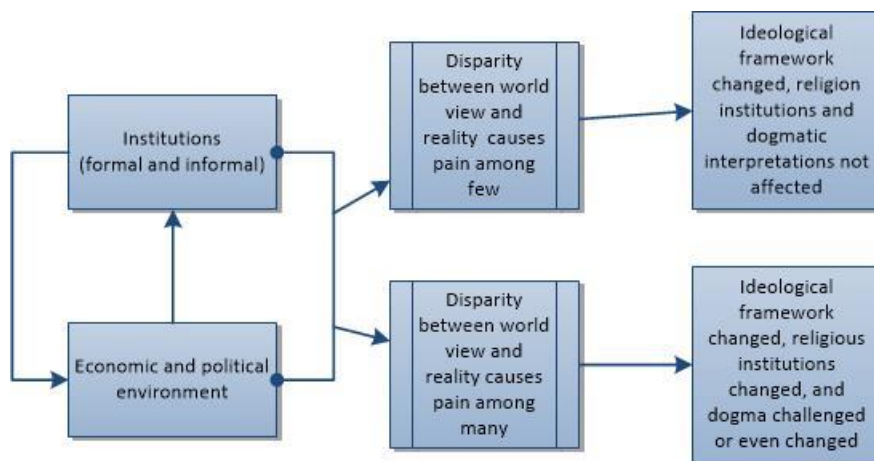 Institutions
(formal and informal)
Economic and political
environment
Disparity
between world
view and
reality causes
pain among
few
Disparity
between world
view and
reality causes
pain among
many
Ideological
framework
changed, religion
institutions and
dogmatic
interpretations not
affected
Ideological
framework
changed, religious
institutions
changed, and
dogma challenged
or even changed